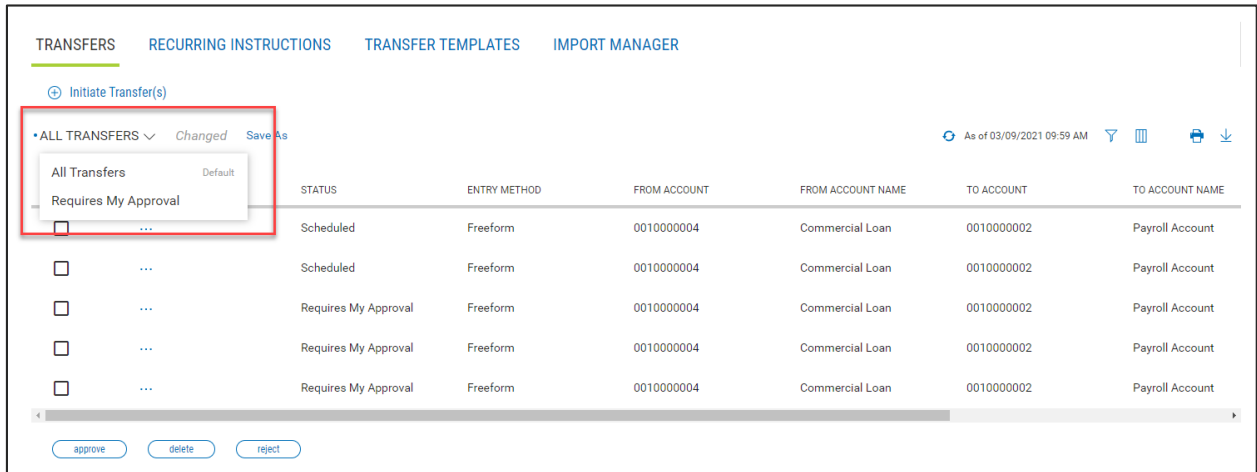 TRANSFERS RECURRING INSTRUCTIONS TRANSFER TEMPLATES IMPORT MANAGER
Initiate Transfer(s)
• ALL TRANSFERS Changed Save As As of 03/09/2021 09:59 AM
All Transfers Default
Requires My Approval
STATUS ENTRY METHOD FROM ACCOUNT FROM ACCOUNT NAME TO ACCOUNT TO ACCOUNT NAME
... Scheduled Freeform 0010000004 Commercial Loan 0010000002 Payroll Account
... Scheduled Freeform 0010000004 Commercial Loan 0010000002 Payroll Account
... Requires My Approval Freeform 0010000004 Commercial Loan 0010000002 Payroll Account
... Requires My Approval Freeform 0010000004 Commercial Loan 0010000002 Payroll Account
... Requires My Approval Freeform 0010000004 Commercial Loan 0010000002 Payroll Account
approve delete reject